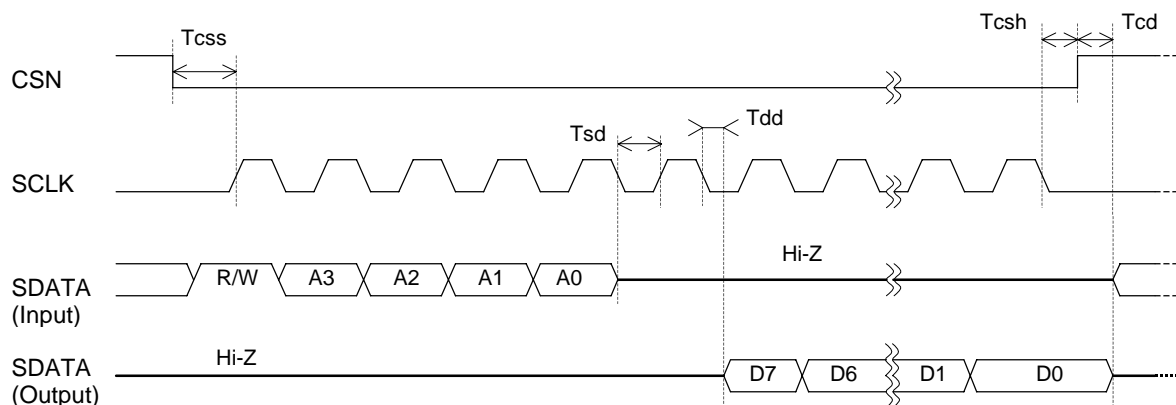 Tcss
Tcsh
Tcd
CSN
Tsd
Tdd
SCLK
Hi-Z
R/W
A3
A2
A1
A0
SDATA
(Input)
Hi-Z
D7
D6
D1
D0
SDATA
(Output)